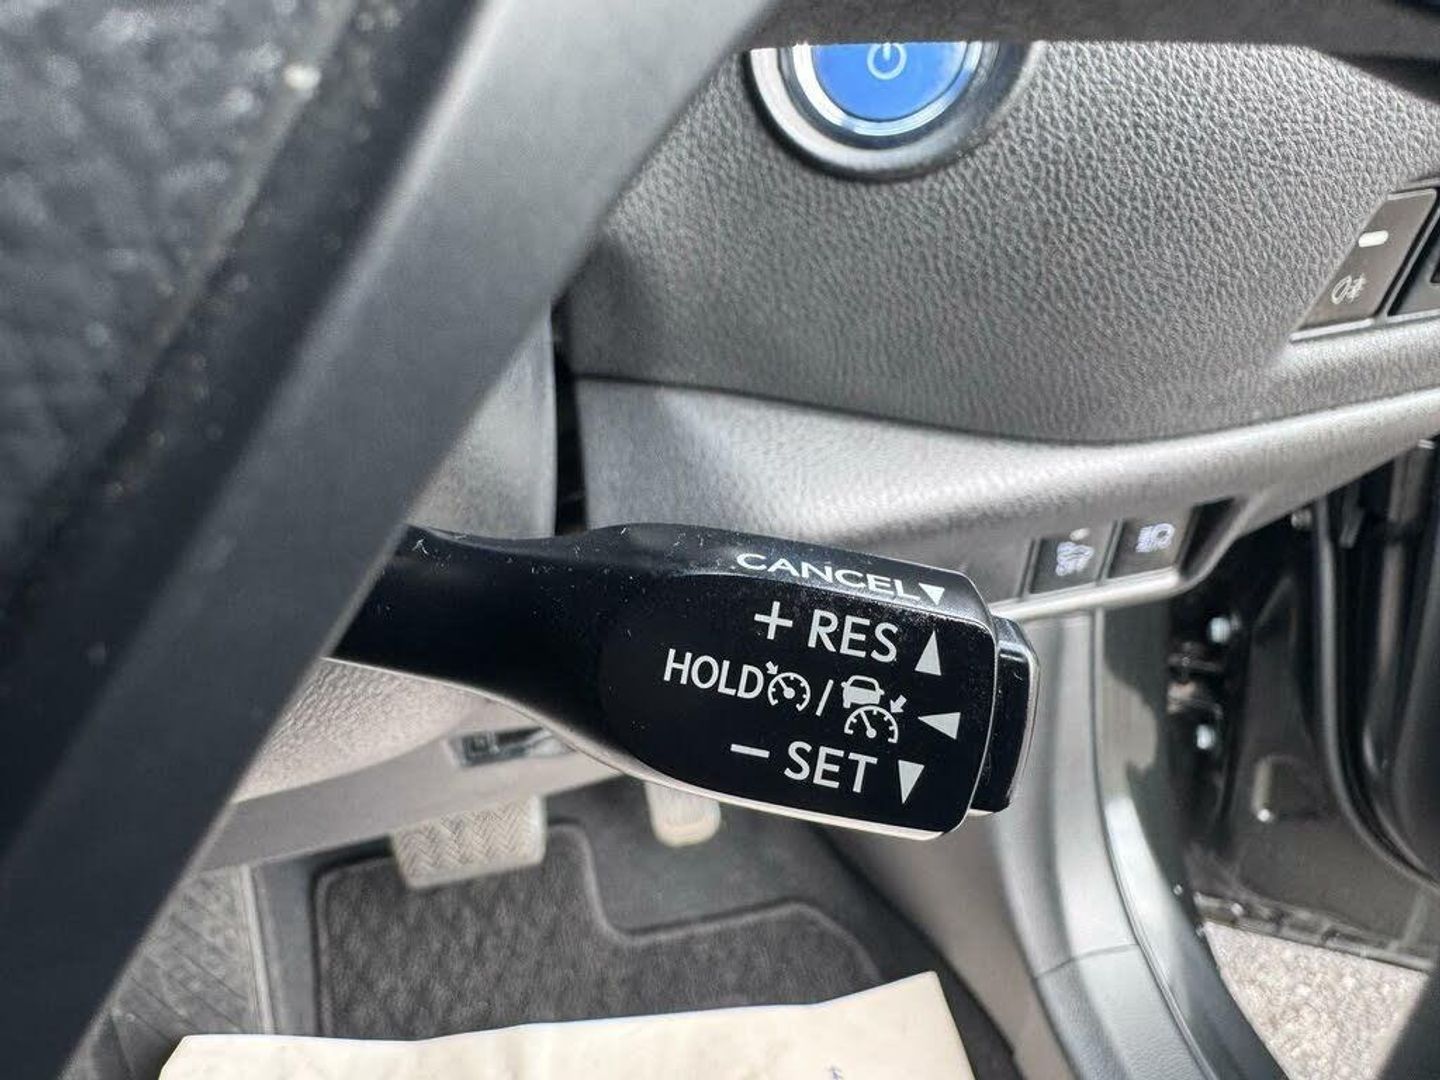 CANCEL
+ RES
HOLD /
− SET